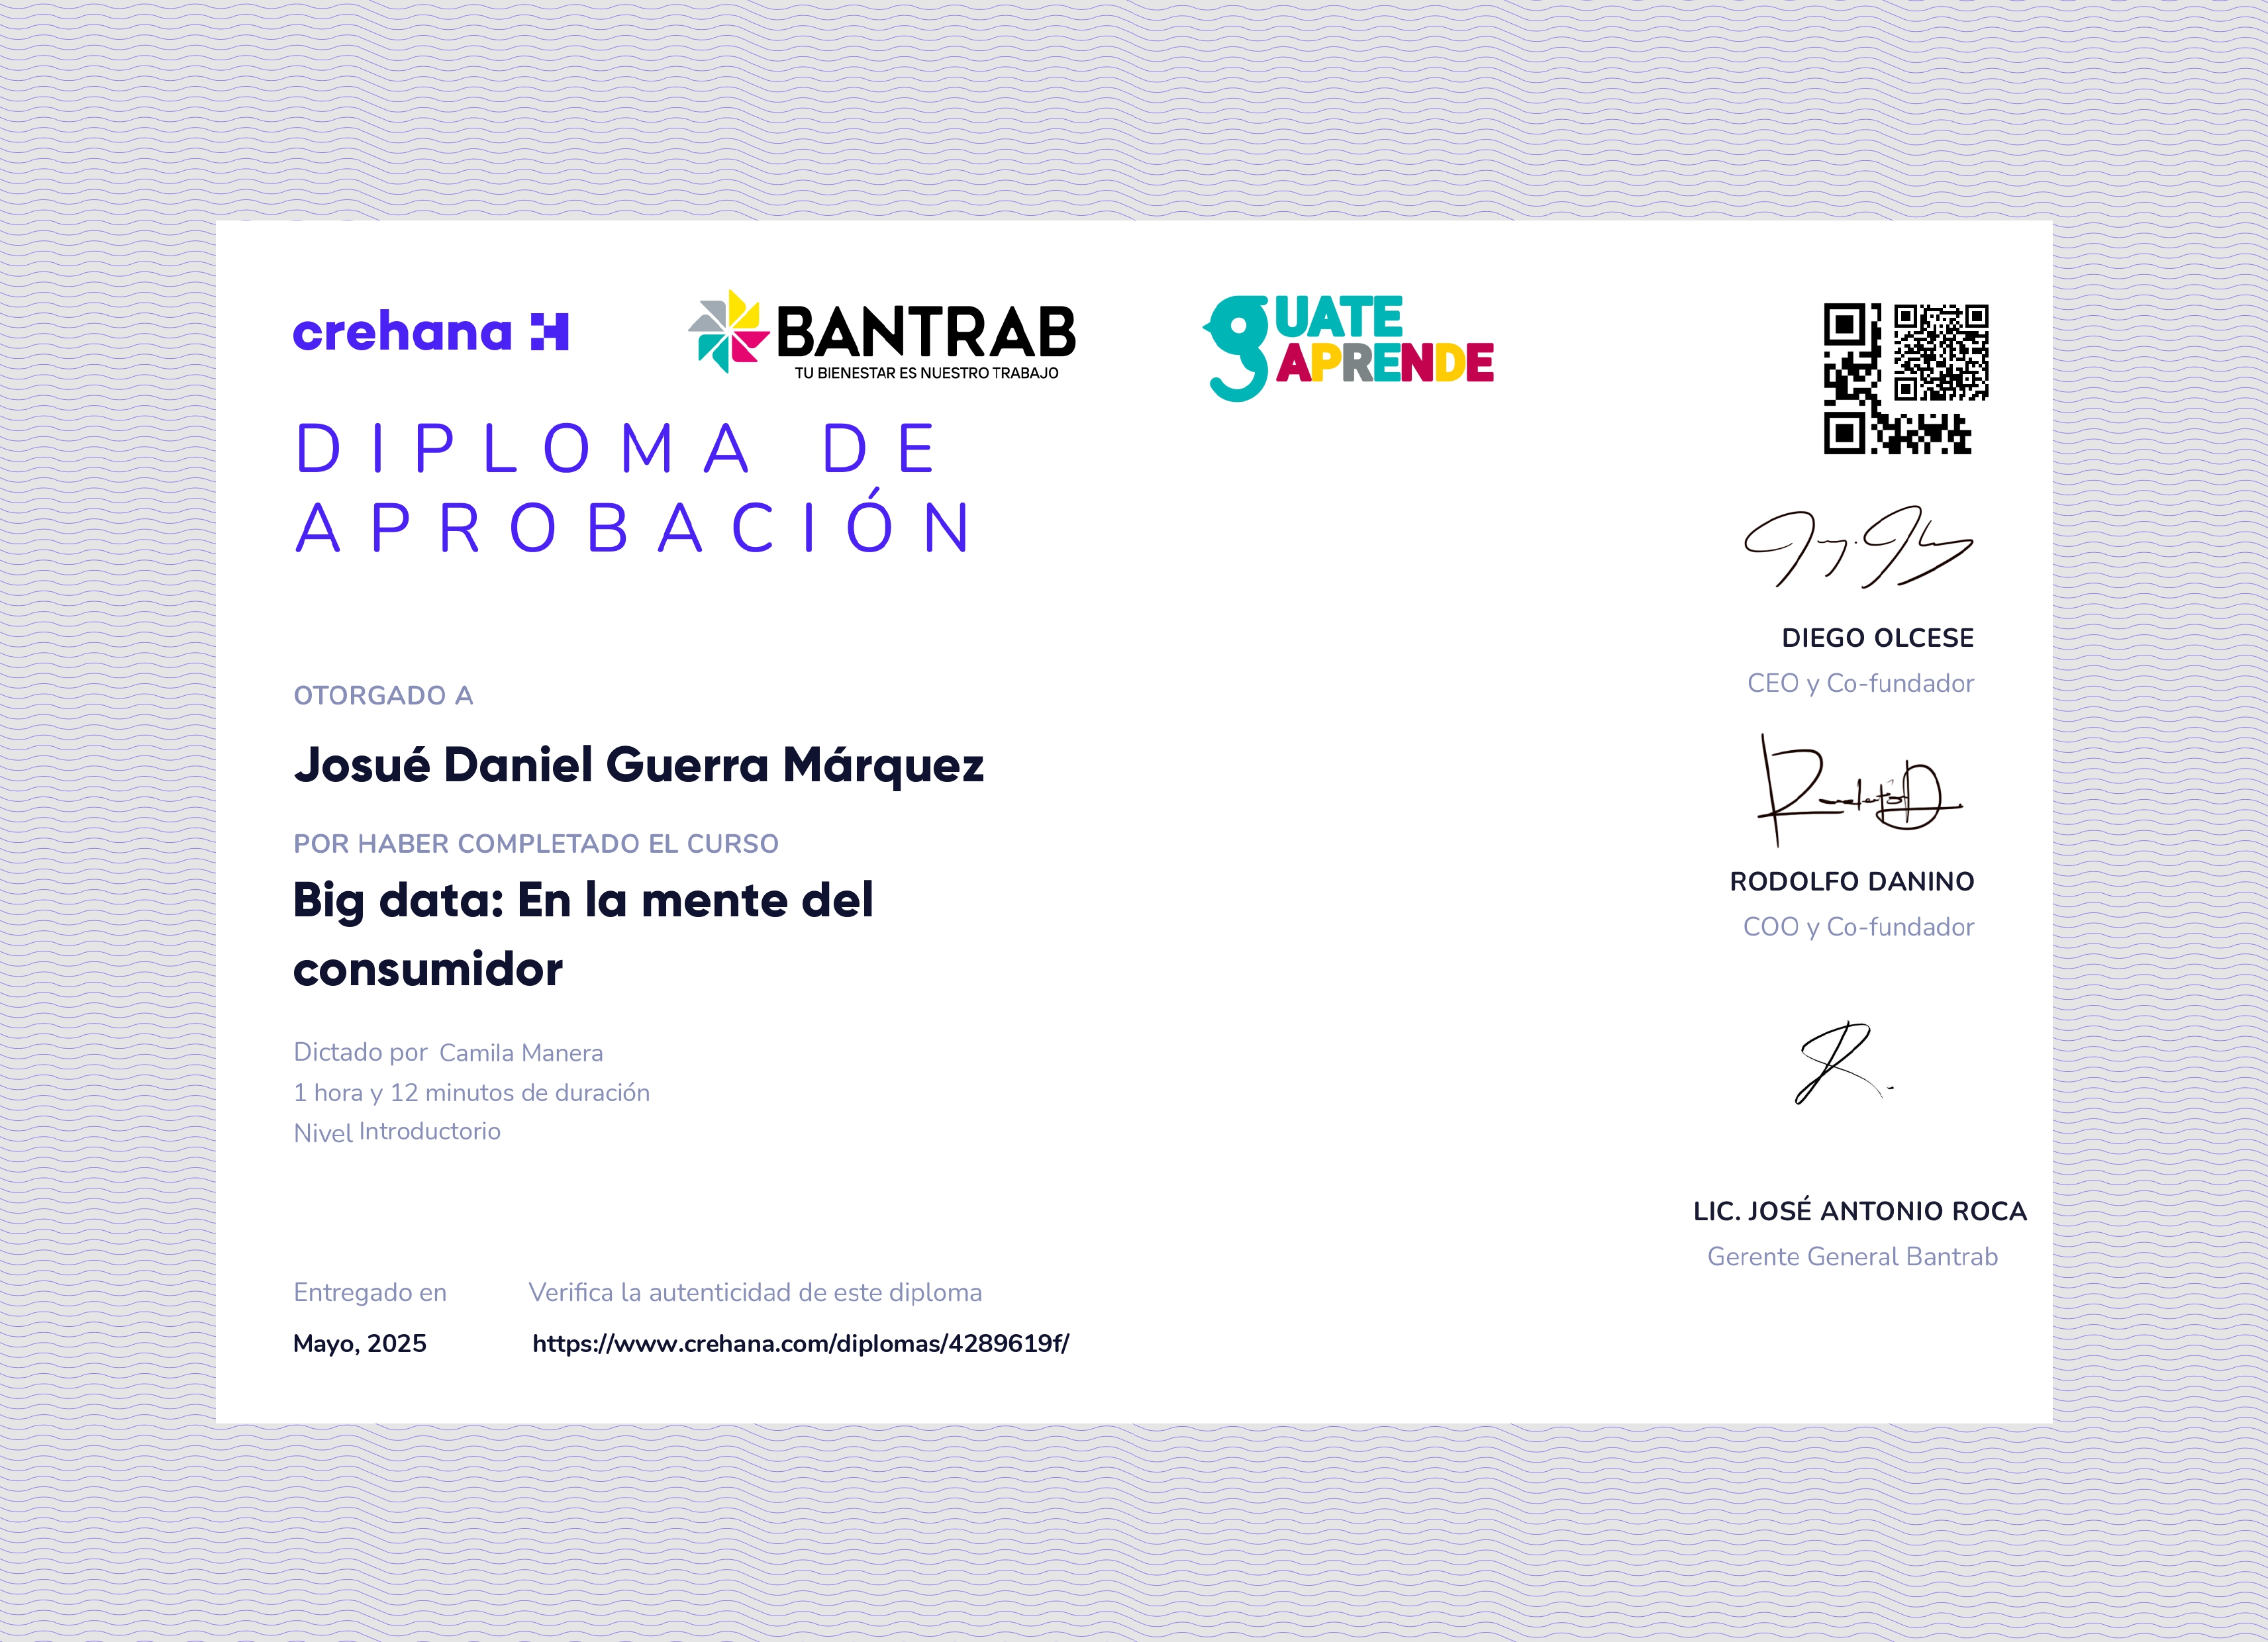 crehana
BANTRAB
TU BIENESTAR ES NUESTRO TRABAJO
GUATE
APRENDE
DIPLOMA DE
APROBACIÓN
OTORGADO A
Josué Daniel Guerra Márquez
POR HABER COMPLETADO EL CURSO
Big data: En la mente del
consumidor
Dictado por Camila Manera
1 hora y 12 minutos de duración
Nivel Introductorio
Entregado en
Mayo, 2025
Verifica la autenticidad de este diploma
https://www.crehana.com/diplomas/4289619f/
DIEGO OLCESE
CEO y Co-fundador
RODOLFO DANINO
COO y Co-fundador
LIC. JOSÉ ANTONIO ROCA
Gerente General Bantrab